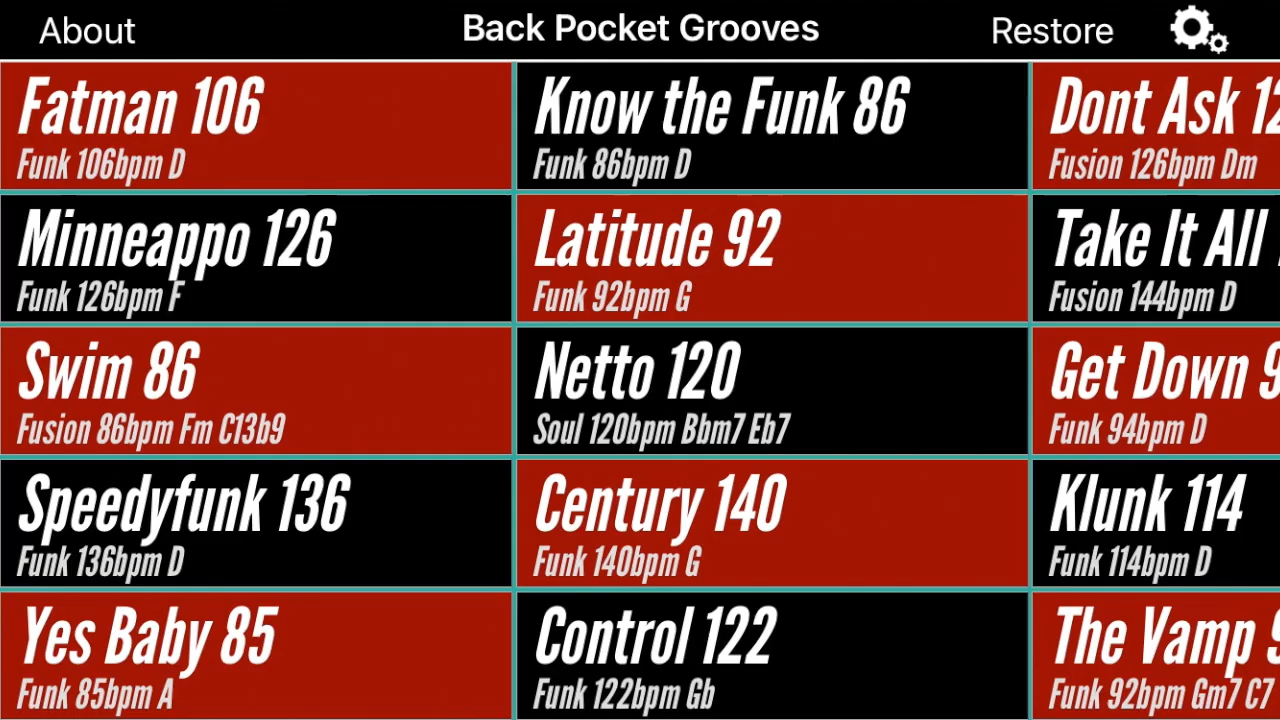 About
Back Pocket Grooves
Restore
Fatman 106
Funk 106bpm D
Know the Funk 86
Funk 86bpm D
Dont Ask 12
Fusion 126bpm Dm
Minneappo 126
Funk 126bpm F
Latitude 92
Funk 92bpm G
Take It All
Fusion 144bpm D
Swim 86
Fusion 86bpm Fm C13b9
Netto 120
Soul 120bpm Bbm7 Eb7
Get Down 9
Funk 94bpm D
Speedyfunk 136
Funk 136bpm D
Century 140
Funk 140bpm G
Klunk 114
Funk 114bpm D
Yes Baby 85
Funk 85bpm A
Control 122
Funk 122bpm Gb
The Vamp 9
Funk 92bpm Gm7 C7